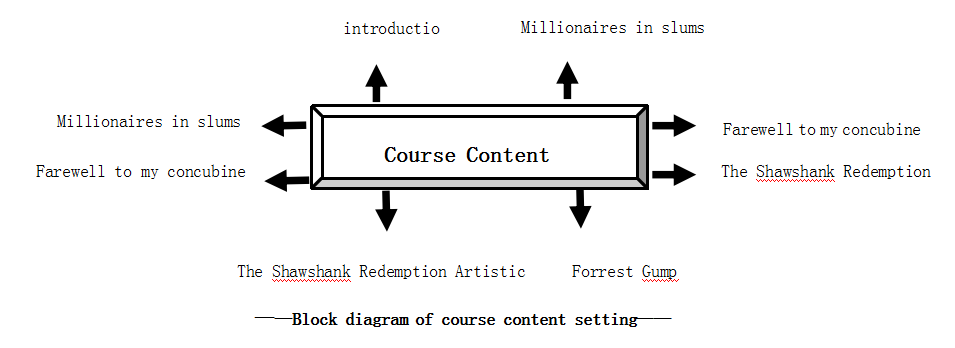 introductio
Millionaires in slums
Millionaires in slums
Farewell to my concubine
Course Content
Farewell to my concubine
The Shawshank Redemption
The Shawshank Redemption Artistic
Forrest Gump
——Block diagram of course content setting——